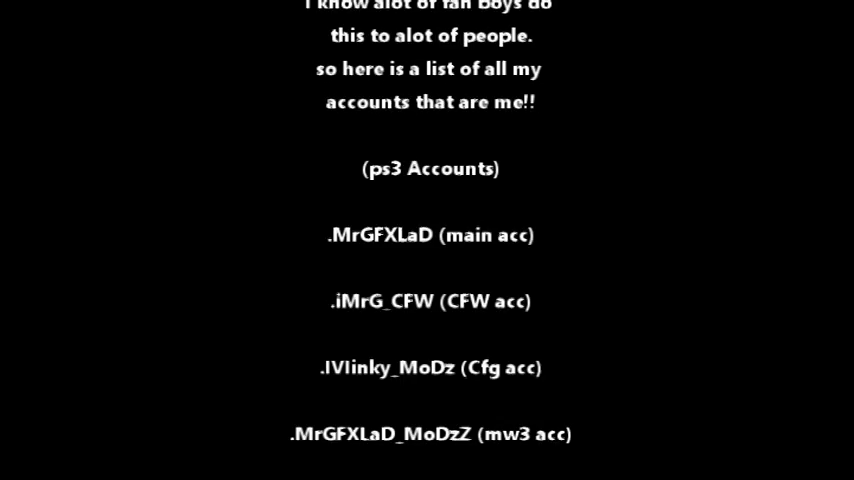 I know alot of fan boys do
this to alot of people.
so here is a list of all my
accounts that are me!!
(ps3 Accounts)
.MrGFXLaD (main acc)
.iMrG_CFW (CFW acc)
.IVIinky_MoDz (Cfg acc)
.MrGFXLaD_MoDzZ (mw3 acc)